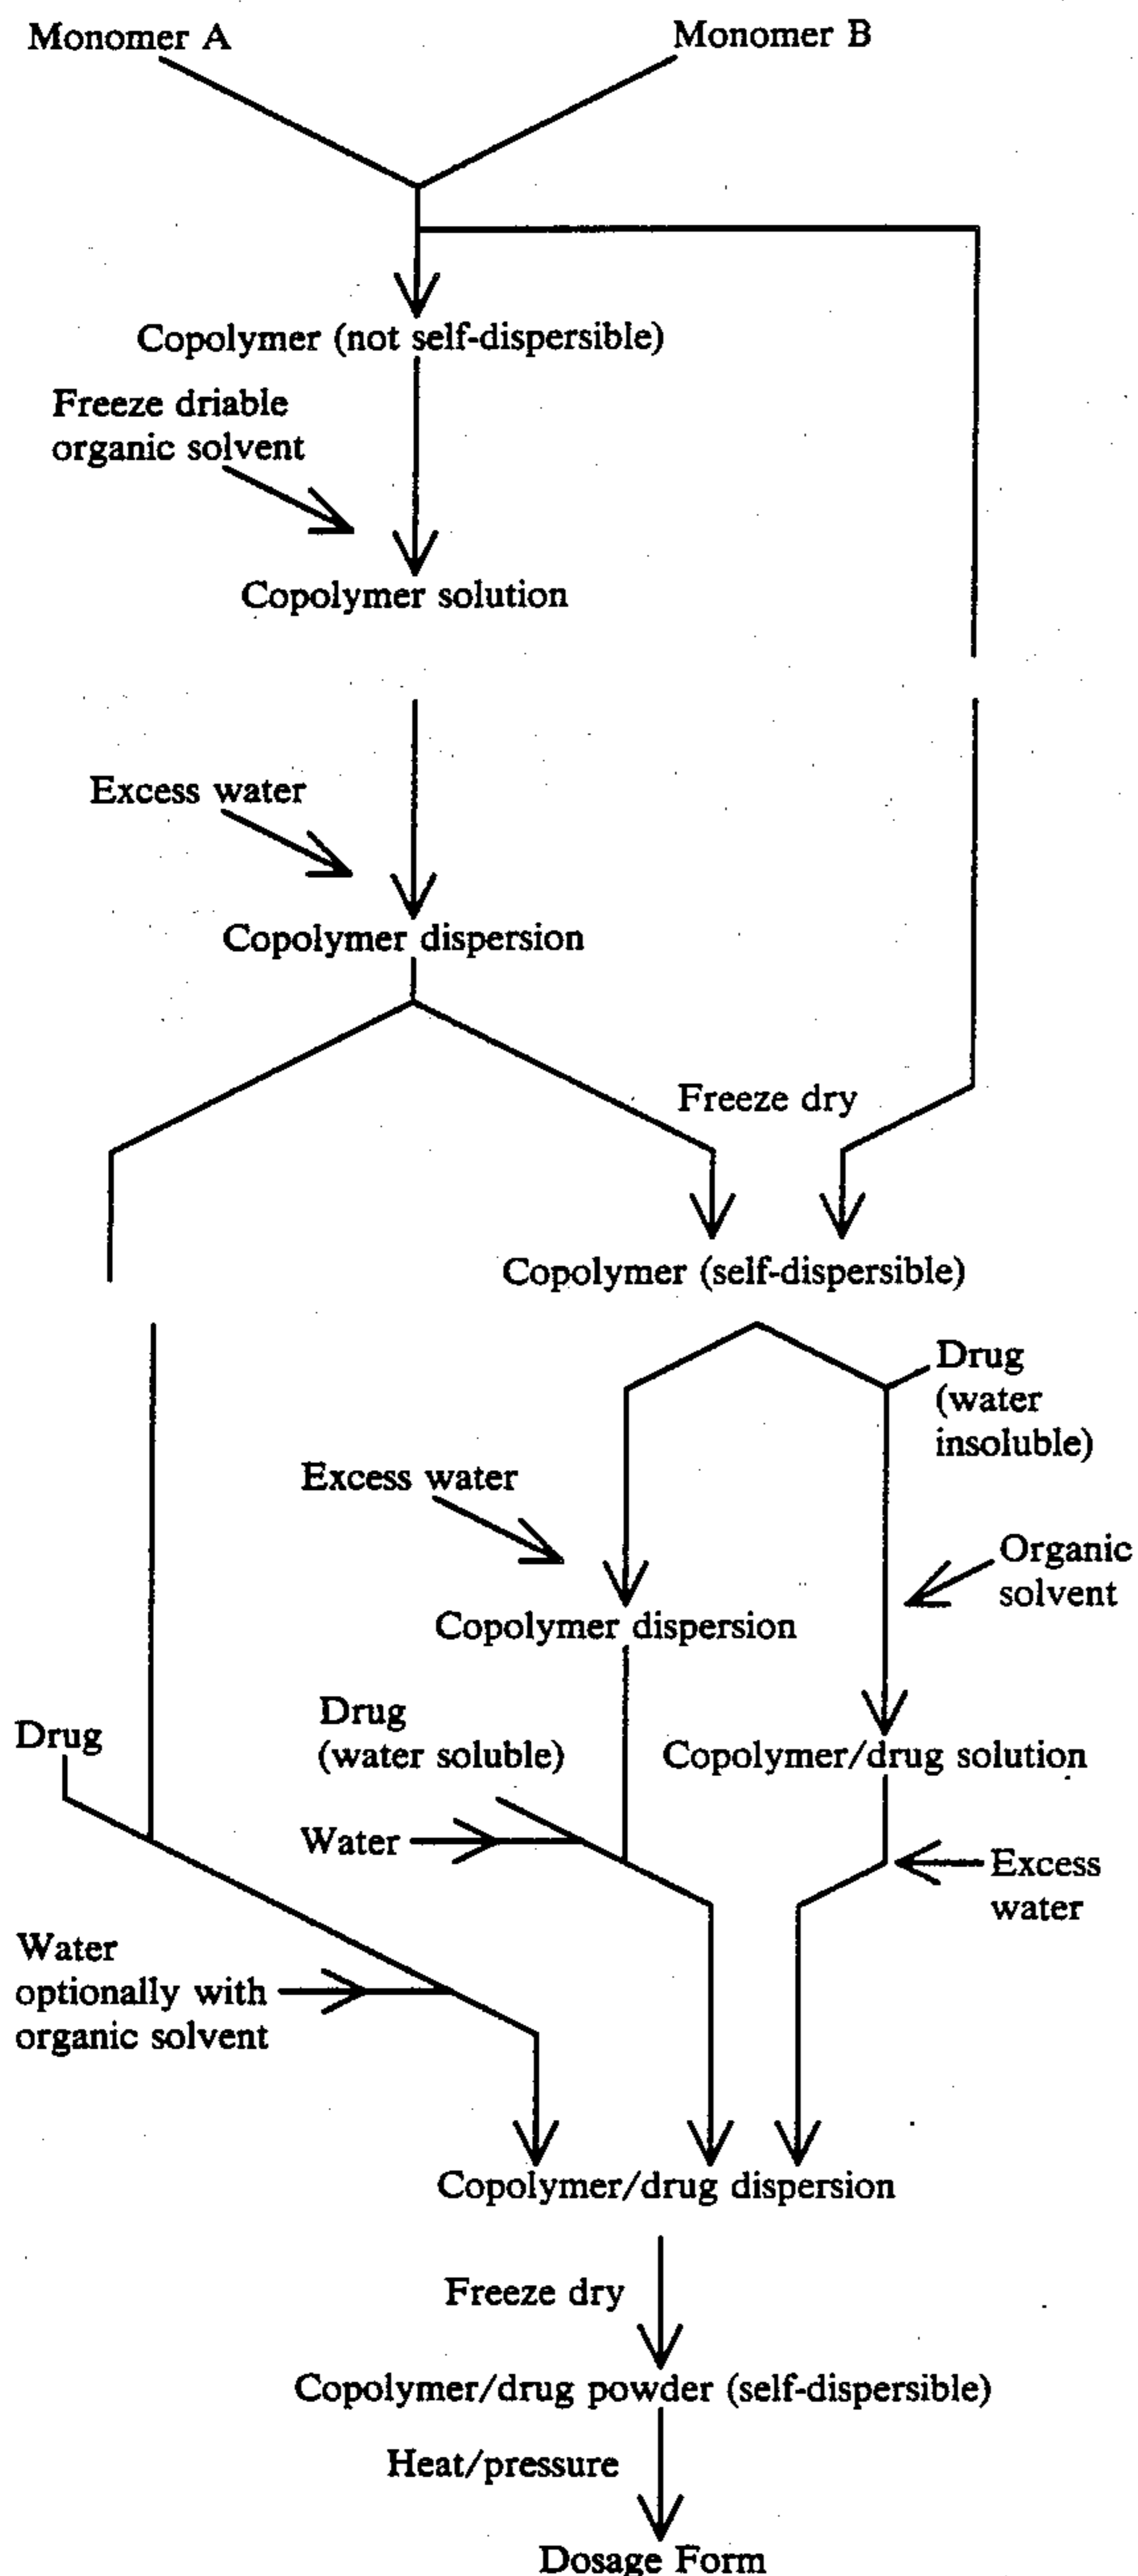 Monomer A
Monomer B
Copolymer (not self-dispersible)
Freeze driable
organic solvent
Copolymer solution
Excess water
Copolymer dispersion
Freeze dry
Copolymer (self-dispersible)
Drug
(water
insoluble)
Excess water
Organic
solvent
Copolymer dispersion
Drug
Drug
(water soluble)
Copolymer/drug solution
Water
Excess
water
Water
optionally with
organic solvent
Copolymer/drug dispersion
Freeze dry
Copolymer/drug powder (self-dispersible)
Heat/pressure
Dosage Form